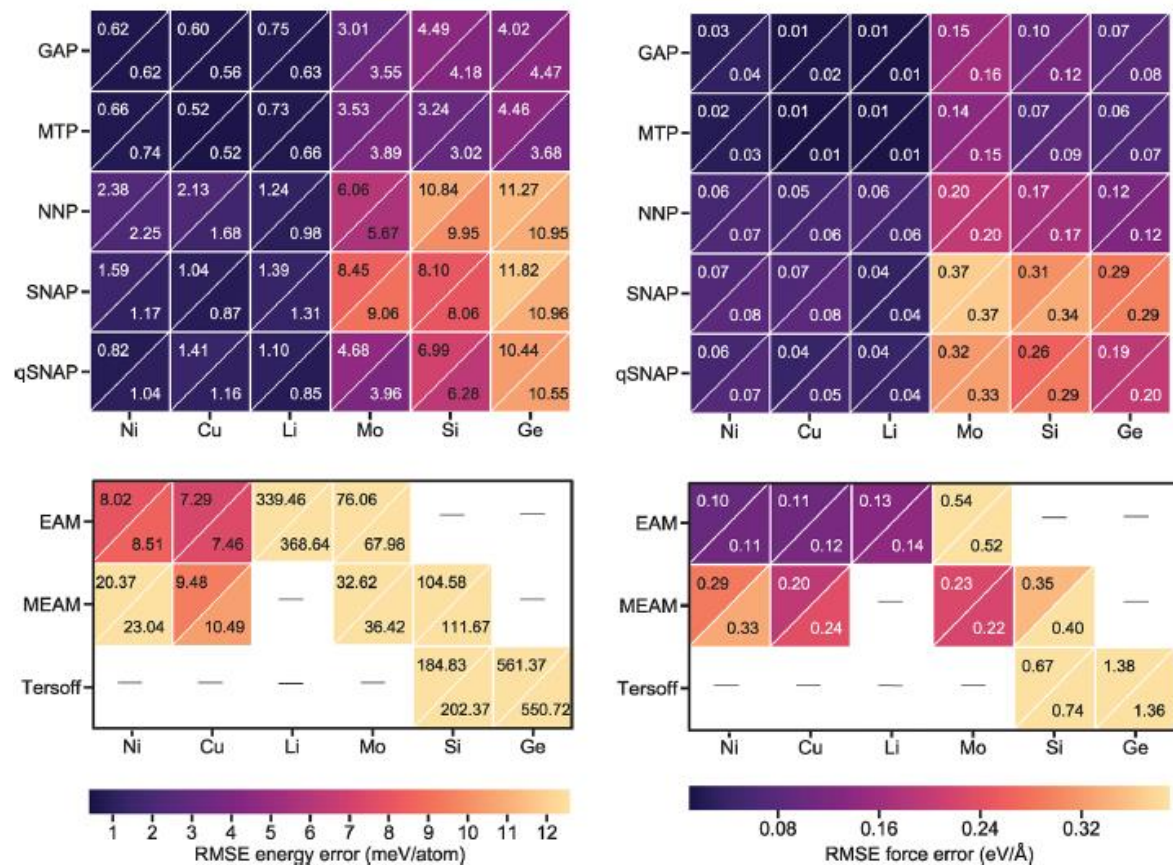 GAP 0.62 0.60 0.75 3.01 4.49 4.02
0.62 0.56 0.63 3.55 4.18 4.47
MTP 0.66 0.52 0.73 3.53 3.24 4.46
0.74 0.52 0.66 3.89 3.02 3.68
NNP 2.38 2.13 1.24 6.06 10.84 11.27
2.25 1.68 0.98 5.67 9.95 10.95
SNAP 1.59 1.04 1.39 8.45 8.10 11.82
1.17 0.87 1.31 9.06 8.06 10.96
qSNAP 0.82 1.41 1.10 4.68 6.99 10.44
1.04 1.16 0.85 3.96 6.28 10.55
Ni Cu Li Mo Si Ge
GAP 0.03 0.01 0.01 0.15 0.10 0.07
0.04 0.02 0.01 0.16 0.12 0.08
MTP 0.02 0.01 0.01 0.14 0.07 0.06
0.03 0.01 0.01 0.15 0.09 0.07
NNP 0.06 0.05 0.06 0.20 0.17 0.12
0.07 0.06 0.06 0.20 0.17 0.12
SNAP 0.07 0.07 0.04 0.37 0.31 0.29
0.08 0.08 0.04 0.37 0.34 0.29
qSNAP 0.06 0.04 0.04 0.32 0.26 0.19
0.07 0.05 0.04 0.33 0.29 0.20
Ni Cu Li Mo Si Ge
EAM 8.02 7.29 339.46 76.06 — —
8.51 7.46 368.64 67.98
MEAM 20.37 9.48 — 32.62 104.58 —
23.04 10.49 36.42 111.67
Tersoff — — — — 184.83 561.37
202.37 550.72
Ni Cu Li Mo Si Ge
1 2 3 4 5 6 7 8 9 10 11 12
RMSE energy error (meV/atom)
EAM 0.10 0.11 0.13 0.54 — —
0.11 0.12 0.14 0.52
MEAM 0.29 0.20 — 0.23 0.35 —
0.33 0.24 0.22 0.40
Tersoff — — — — 0.67 1.38
0.74 1.36
Ni Cu Li Mo Si Ge
0.08 0.16 0.24 0.32
RMSE force error (eV/Å)